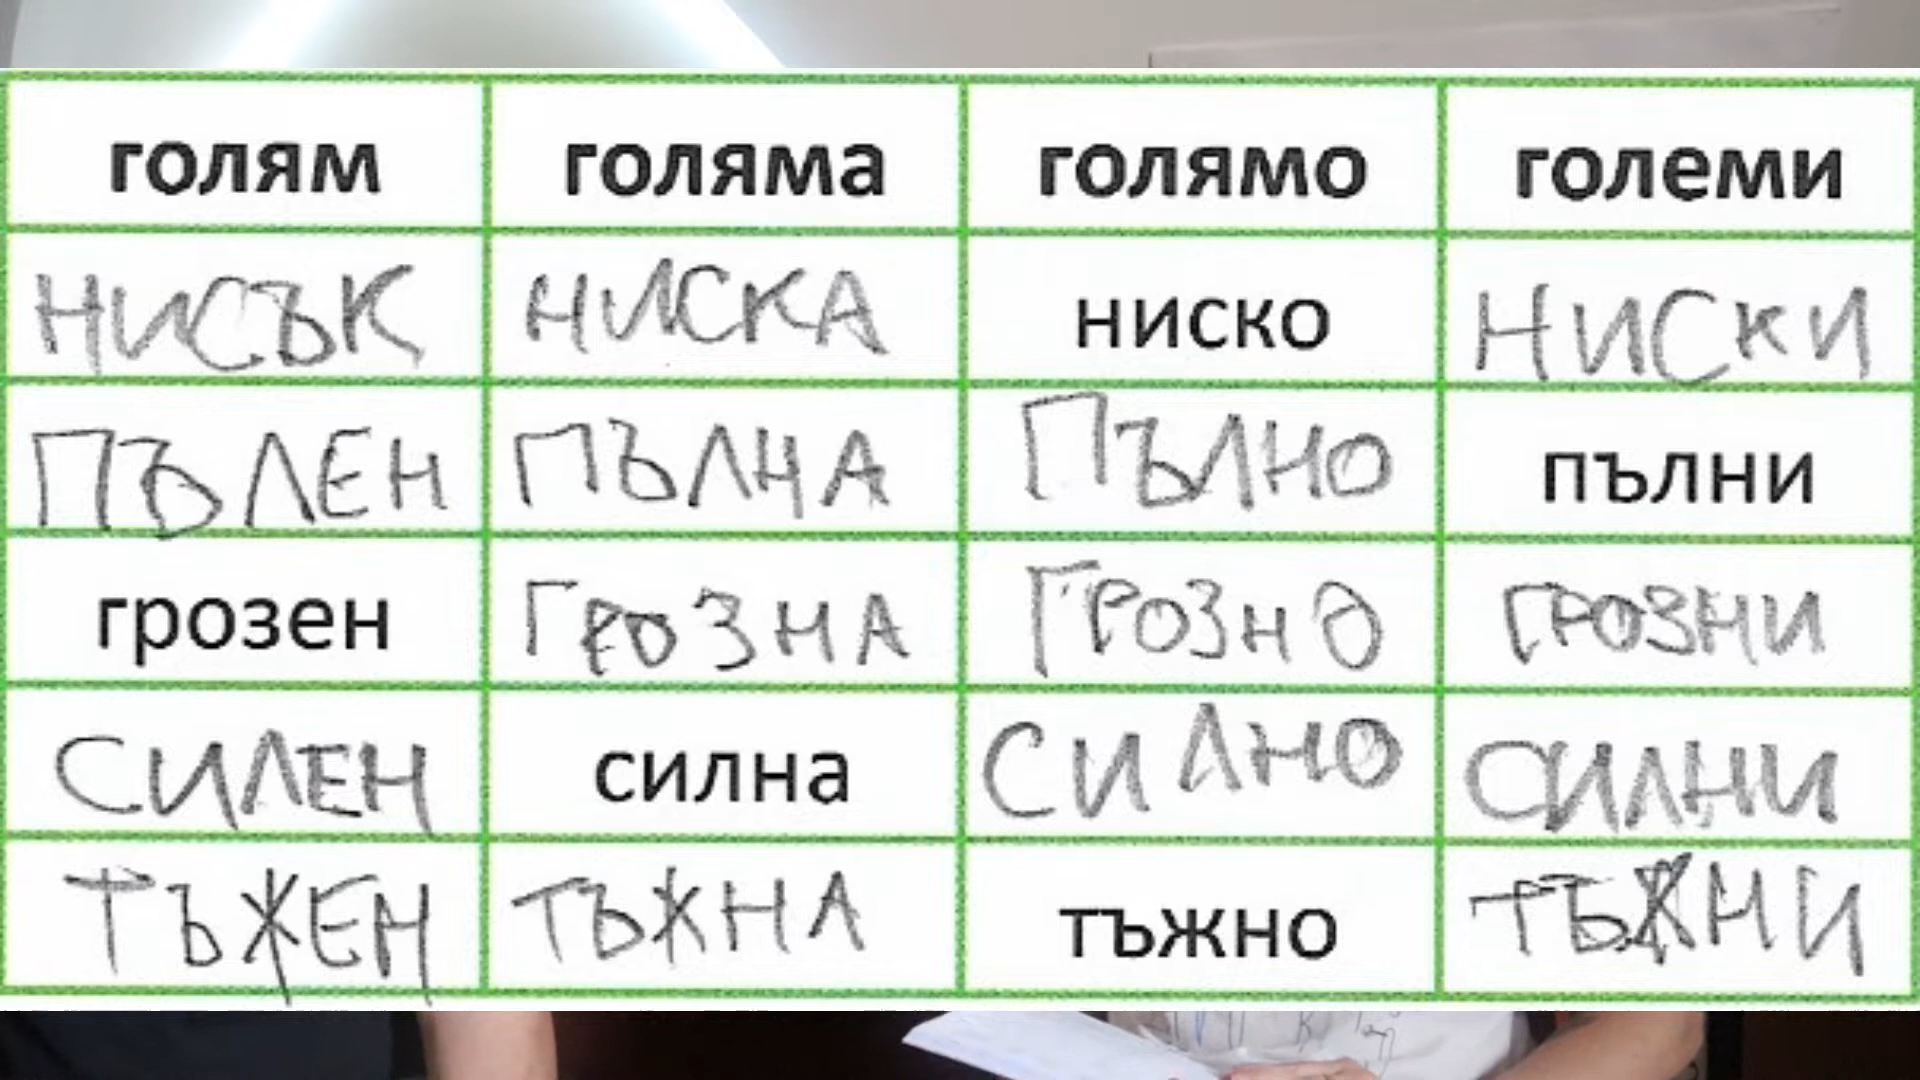 голям голяма голямо големи
НИСЪК НИСКА ниско НИСКИ
ПЪЛЕН ПЪЛНА ПЪЛНО пълни
грозен ГРОЗНА ГРОЗНО ГРОЗНИ
СИЛЕН силна СИЛНО СИЛНИ
ТЪЖЕН ТЪЖНА тъжно ТЪЖНИ